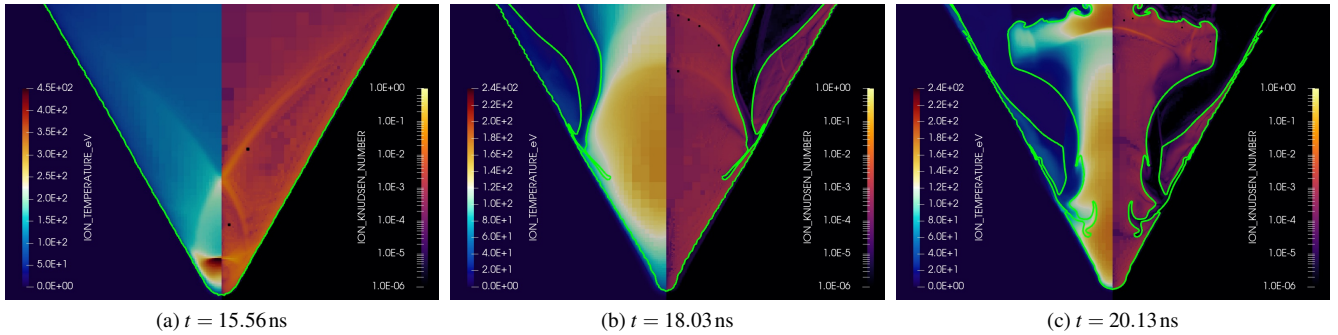 4.5E+02
4.0E+2
3.5E+2
3.0E+2
2.5E+2
2.0E+2
1.5E+2
1.0E+2
5.0E+1
0.0E+00
ION_TEMPERATURE_eV
1.0E+00
1.0E-1
1.0E-2
1.0E-3
1.0E-4
1.0E-5
1.0E-06
ION_KNUDSEN_NUMBER
(a) t = 15.56 ns
2.4E+02
2.2E+2
2.0E+2
1.8E+2
1.6E+2
1.4E+2
1.2E+2
1.0E+2
8.0E+1
6.0E+1
4.0E+1
2.0E+1
0.0E+00
ION_TEMPERATURE_eV
1.0E+00
1.0E-1
1.0E-2
1.0E-3
1.0E-4
1.0E-5
1.0E-06
ION_KNUDSEN_NUMBER
(b) t = 18.03 ns
2.4E+02
2.2E+2
2.0E+2
1.8E+2
1.6E+2
1.4E+2
1.2E+2
1.0E+2
8.0E+1
6.0E+1
4.0E+1
2.0E+1
0.0E+00
ION_TEMPERATURE_eV
1.0E+00
1.0E-1
1.0E-2
1.0E-3
1.0E-4
1.0E-5
1.0E-06
ION_KNUDSEN_NUMBER
(c) t = 20.13 ns